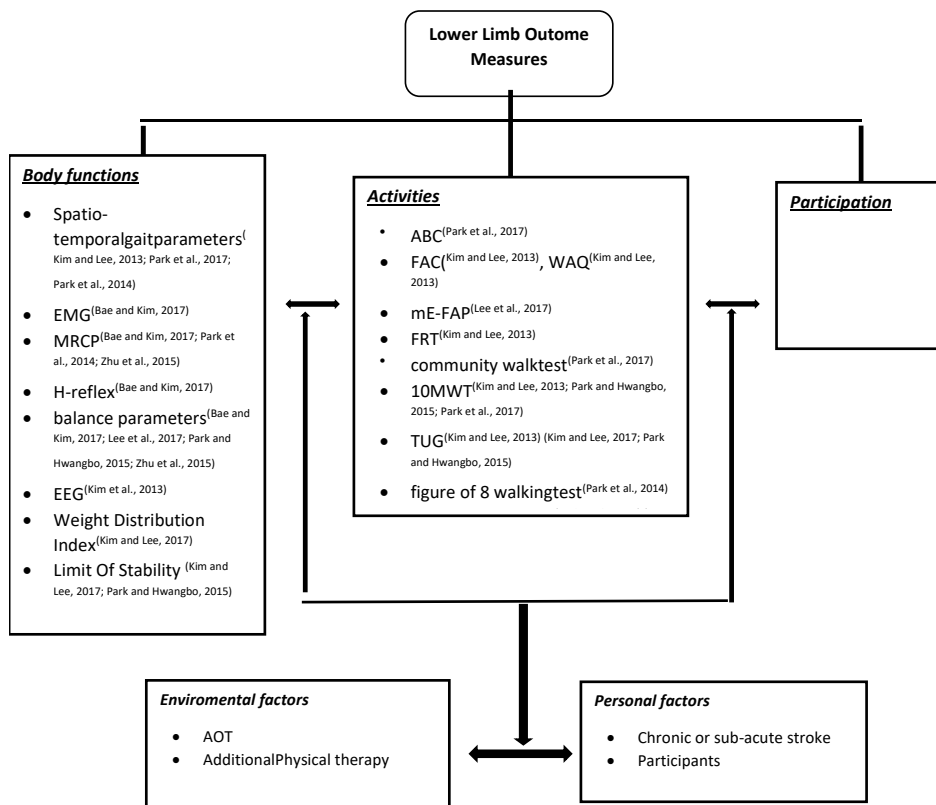 Lower Limb Outome
Measures
Body functions
• Spatio-
temporalgaitparameters(
Kim and Lee, 2013; Park et al., 2017;
Park et al., 2014)
• EMG(Bae and Kim, 2017)
• MRCP(Bae and Kim, 2017; Park et
al., 2014; Zhu et al., 2015)
• H-reflex(Bae and Kim, 2017)
• balance parameters(Bae and
Kim, 2017; Lee et al., 2017; Park and
Hwangbo, 2015; Zhu et al., 2015)
• EEG(Kim et al., 2013)
• Weight Distribution
Index(Kim and Lee, 2017)
• Limit Of Stability (Kim and
Lee, 2017; Park and Hwangbo, 2015)
Activities
• ABC(Park et al., 2017)
• FAC(Kim and Lee, 2013), WAQ(Kim and Lee,
2013)
• mE-FAP(Lee et al., 2017)
• FRT(Kim and Lee, 2013)
• community walktest(Park et al., 2017)
• 10MWT(Kim and Lee, 2013; Park and Hwangbo,
2015; Park et al., 2017)
• TUG(Kim and Lee, 2013) (Kim and Lee, 2017; Park
and Hwangbo, 2015)
• figure of 8 walkingtest(Park et al., 2014)
Participation
Enviromental factors
• AOT
• AdditionalPhysical therapy
Personal factors
• Chronic or sub-acute stroke
• Participants